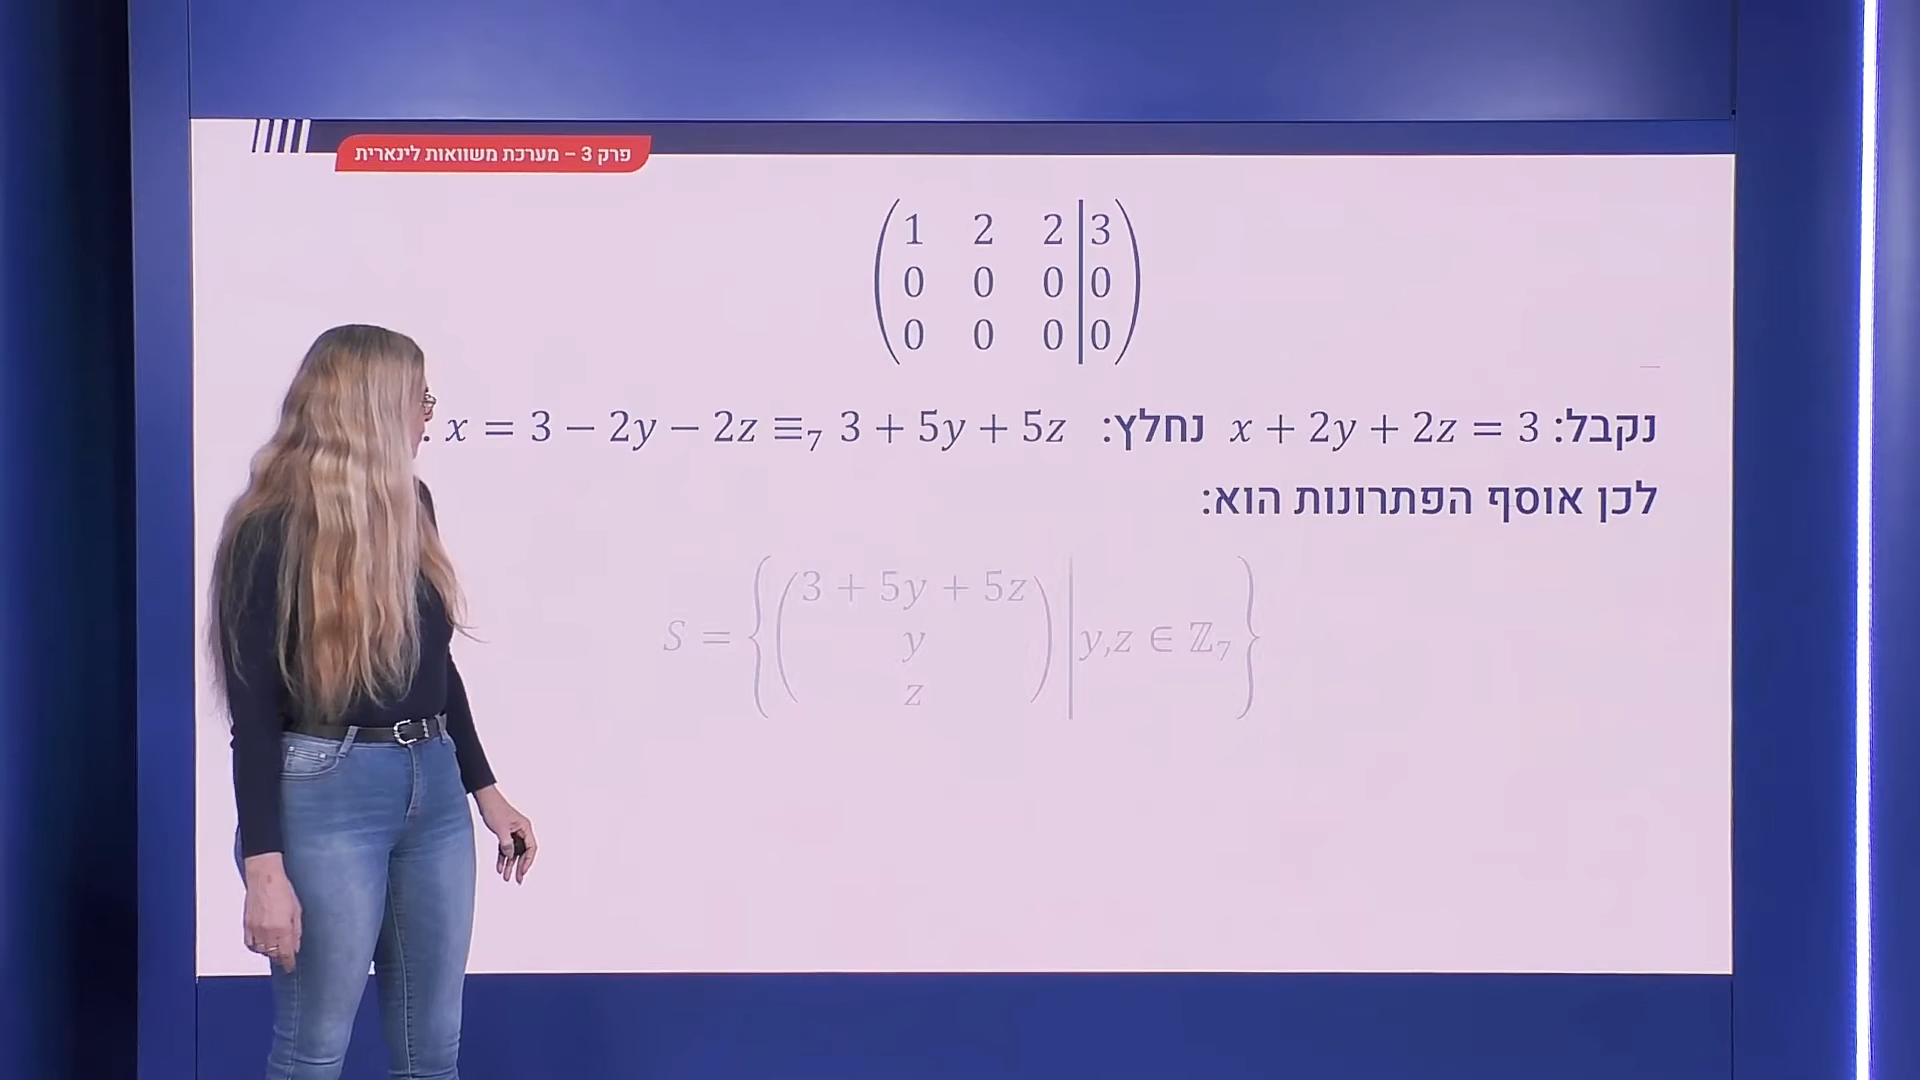 פרק 3 – מערכת משוואות לינארית
1 2 2 | 3
0 0 0 | 0
0 0 0 | 0
נקבל: x + 2y + 2z = 3 נחלץ: x = 3 − 2y − 2z ≡₇ 3 + 5y + 5z .
לכן אוסף הפתרונות הוא:
S = { ( 3 + 5y + 5z
y
z ) | y,z ∈ ℤ₇ }